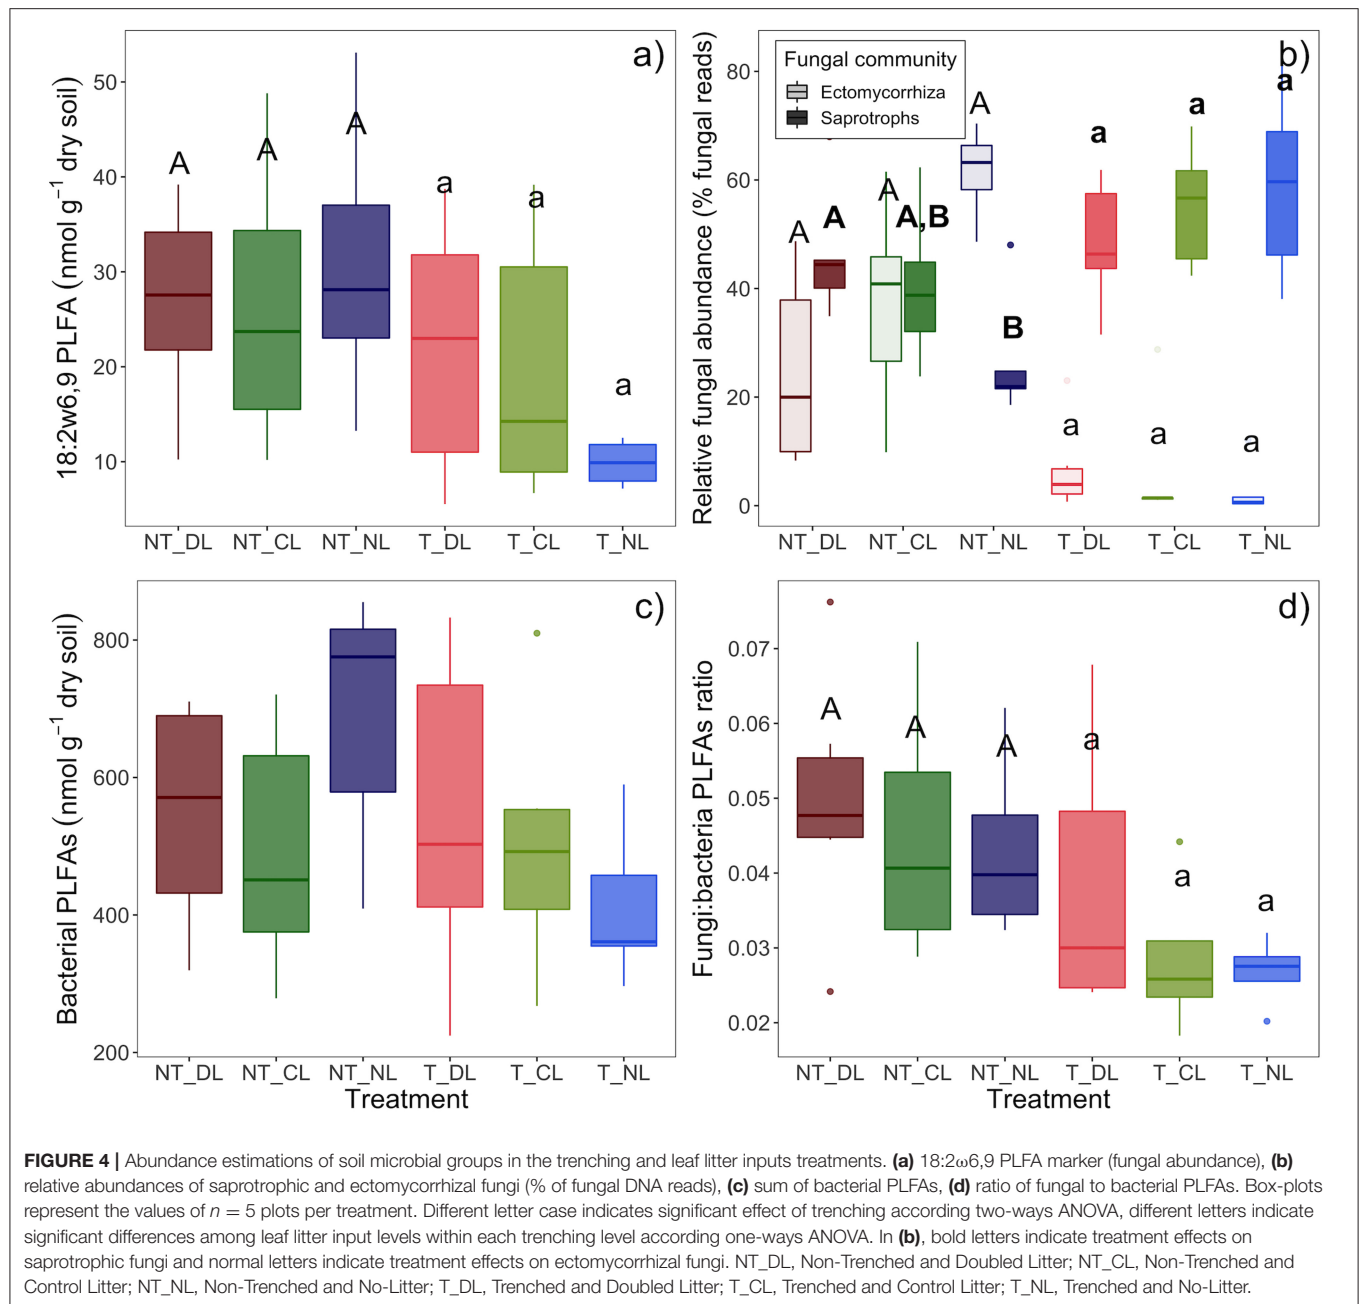 a)
18:2w6,9 PLFA (nmol g⁻¹ dry soil)
50
40
30
20
10
A
A
A
a
a
a
NT_DL
NT_CL
NT_NL
T_DL
T_CL
T_NL
b)
Relative fungal abundance (% fungal reads)
80
60
40
20
0
Fungal community
Ectomycorrhiza
Saprotrophs
A
A
A
A,B
A
B
a
a
a
a
a
a
NT_DL
NT_CL
NT_NL
T_DL
T_CL
T_NL
c)
Bacterial PLFAs (nmol g⁻¹ dry soil)
800
600
400
200
NT_DL
NT_CL
NT_NL
T_DL
T_CL
T_NL
Treatment
d)
Fungi:bacteria PLFAs ratio
0.07
0.06
0.05
0.04
0.03
0.02
A
A
A
a
a
a
NT_DL
NT_CL
NT_NL
T_DL
T_CL
T_NL
Treatment
FIGURE 4 | Abundance estimations of soil microbial groups in the trenching and leaf litter inputs treatments. (a) 18:2ω6,9 PLFA marker (fungal abundance), (b)
relative abundances of saprotrophic and ectomycorrhizal fungi (% of fungal DNA reads), (c) sum of bacterial PLFAs, (d) ratio of fungal to bacterial PLFAs. Box-plots
represent the values of n = 5 plots per treatment. Different letter case indicates significant effect of trenching according two-ways ANOVA, different letters indicate
significant differences among leaf litter input levels within each trenching level according one-ways ANOVA. In (b), bold letters indicate treatment effects on
saprotrophic fungi and normal letters indicate treatment effects on ectomycorrhizal fungi. NT_DL, Non-Trenched and Doubled Litter; NT_CL, Non-Trenched and
Control Litter; NT_NL, Non-Trenched and No-Litter; T_DL, Trenched and Doubled Litter; T_CL, Trenched and Control Litter; T_NL, Trenched and No-Litter.